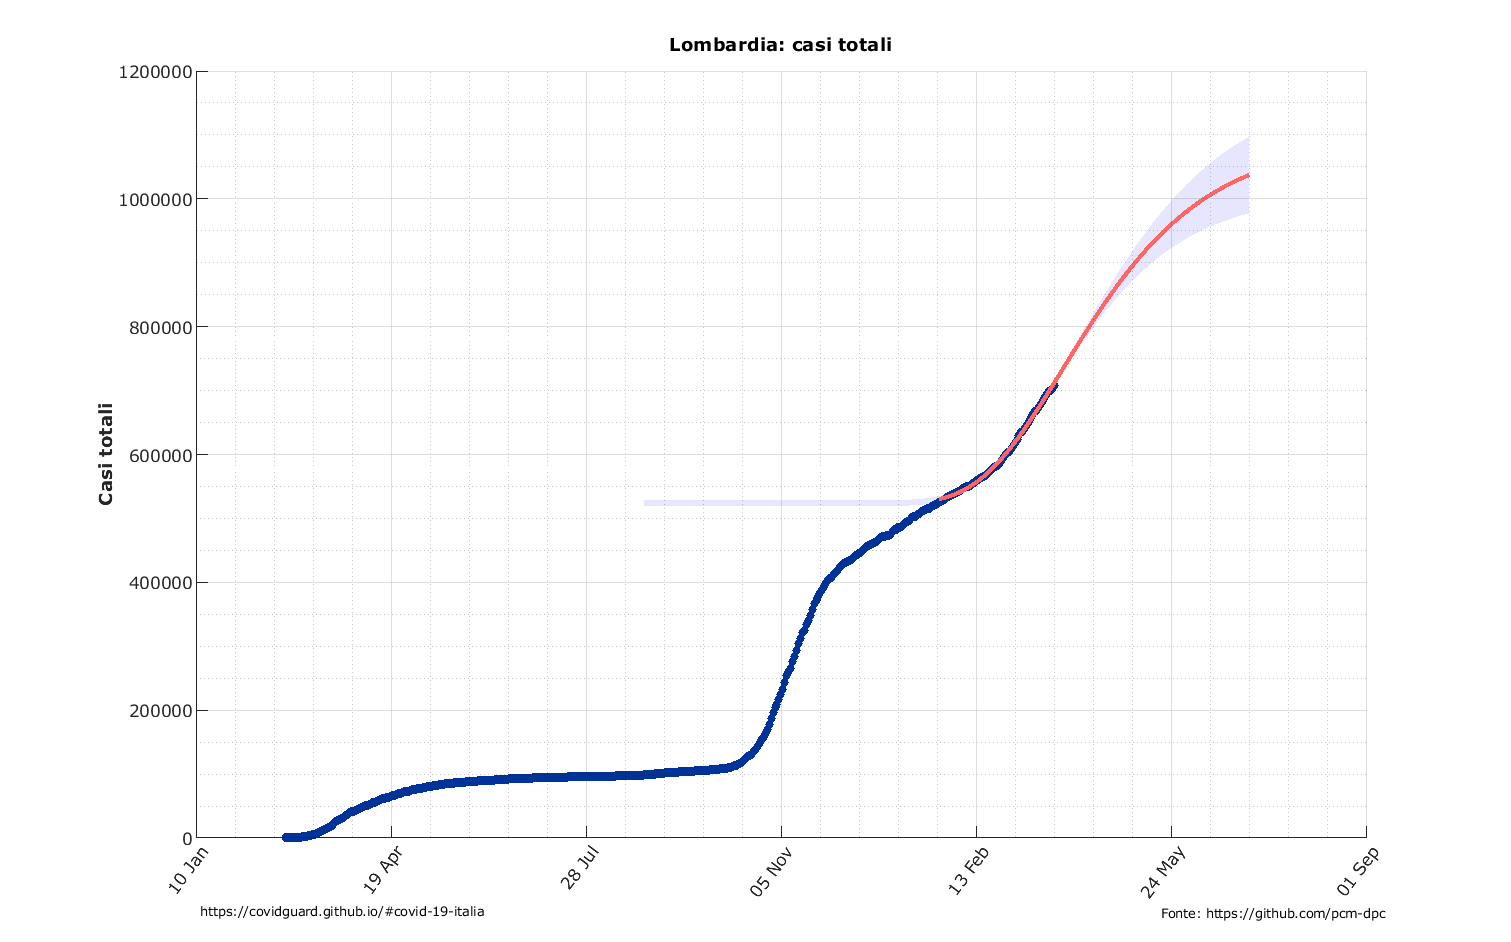 Lombardia: casi totali
1200000
1000000
800000
600000
400000
200000
0
Casi totali
10 Jan
19 Apr
28 Jul
05 Nov
13 Feb
24 May
01 Sep
https://covidguard.github.io/#covid-19-italia
Fonte: https://github.com/pcm-dpc